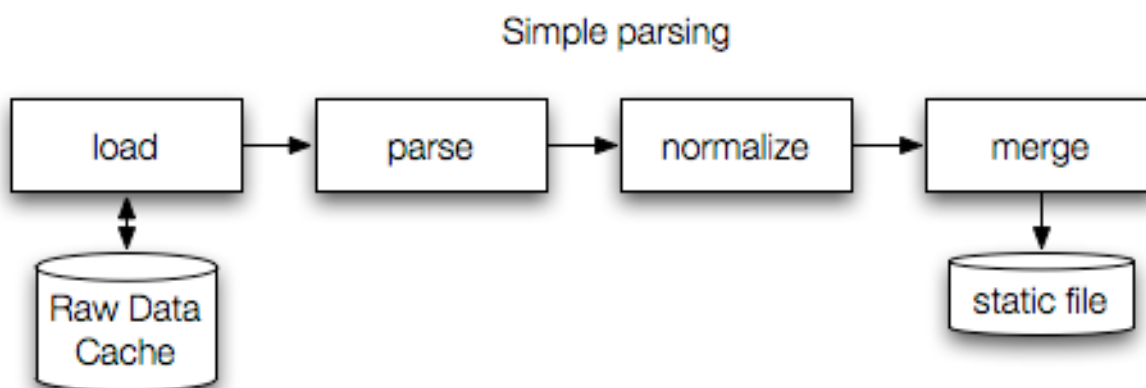 Simple parsing
load
parse
normalize
merge
Raw Data
Cache
static file